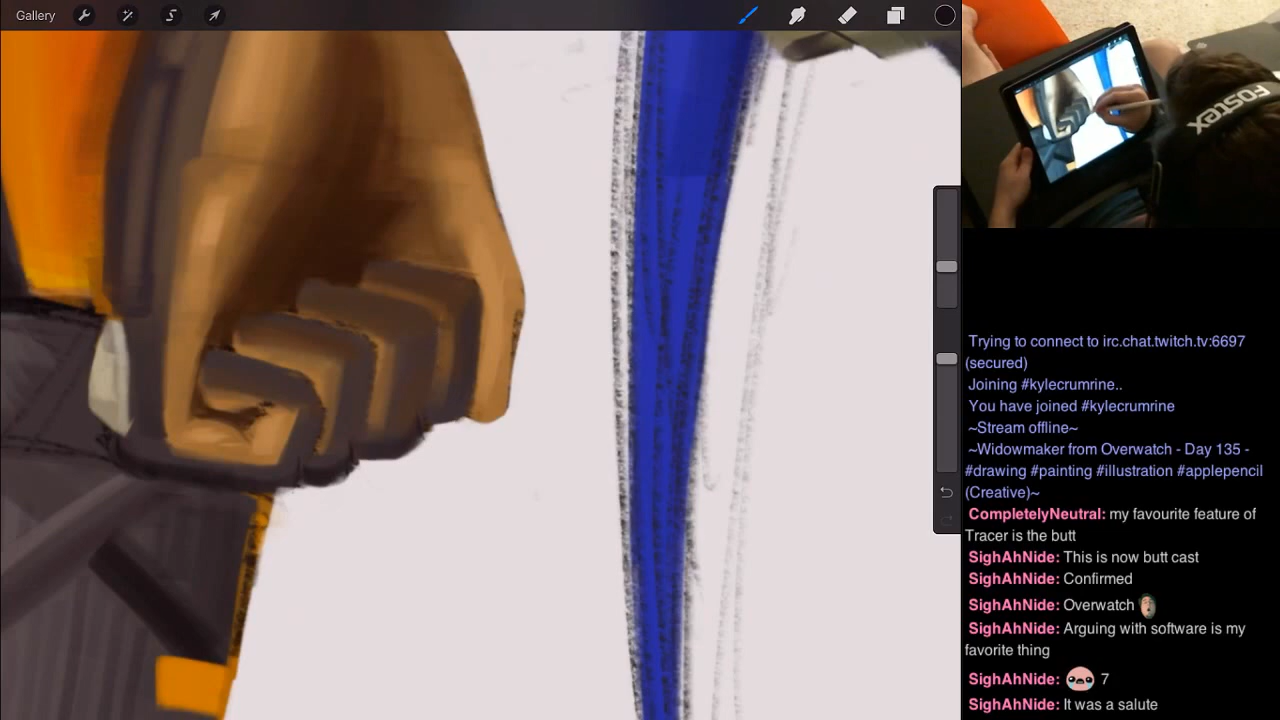 Gallery
FOSTEX
Trying to connect to irc.chat.twitch.tv:6697
(secured)
Joining #kylecrumrine..
You have joined #kylecrumrine
~Stream offline~
~Widowmaker from Overwatch - Day 135 -
#drawing #painting #illustration #applepencil
(Creative)~
CompletelyNeutral: my favourite feature of
Tracer is the butt
SighAhNide: This is now butt cast
SighAhNide: Confirmed
SighAhNide: Overwatch
SighAhNide: Arguing with software is my
favorite thing
SighAhNide: 7
SighAhNide: It was a salute